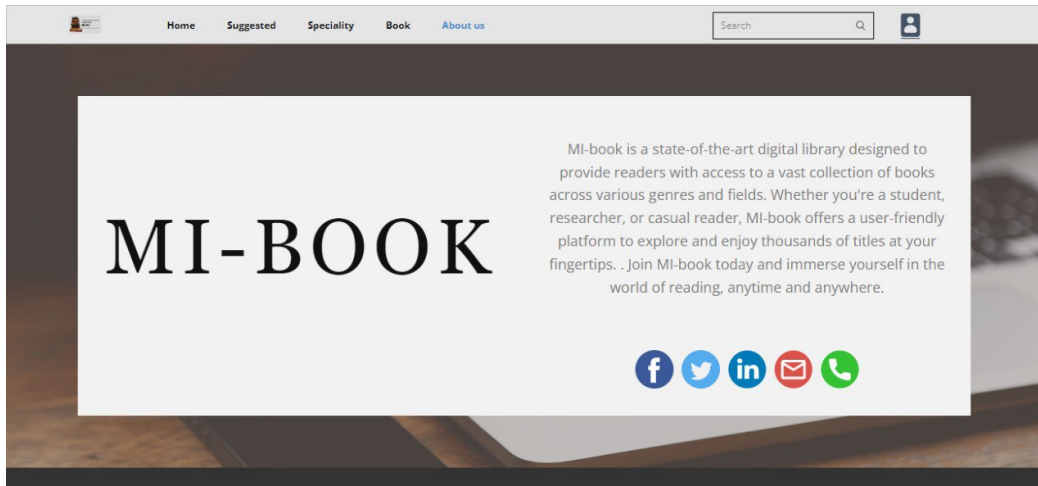 Home Suggested Speciality Book About us Search
MI-BOOK
MI-book is a state-of-the-art digital library designed to
provide readers with access to a vast collection of books
across various genres and fields. Whether you're a student,
researcher, or casual reader, MI-book offers a user-friendly
platform to explore and enjoy thousands of titles at your
fingertips. . Join MI-book today and immerse yourself in the
world of reading, anytime and anywhere.
f
in